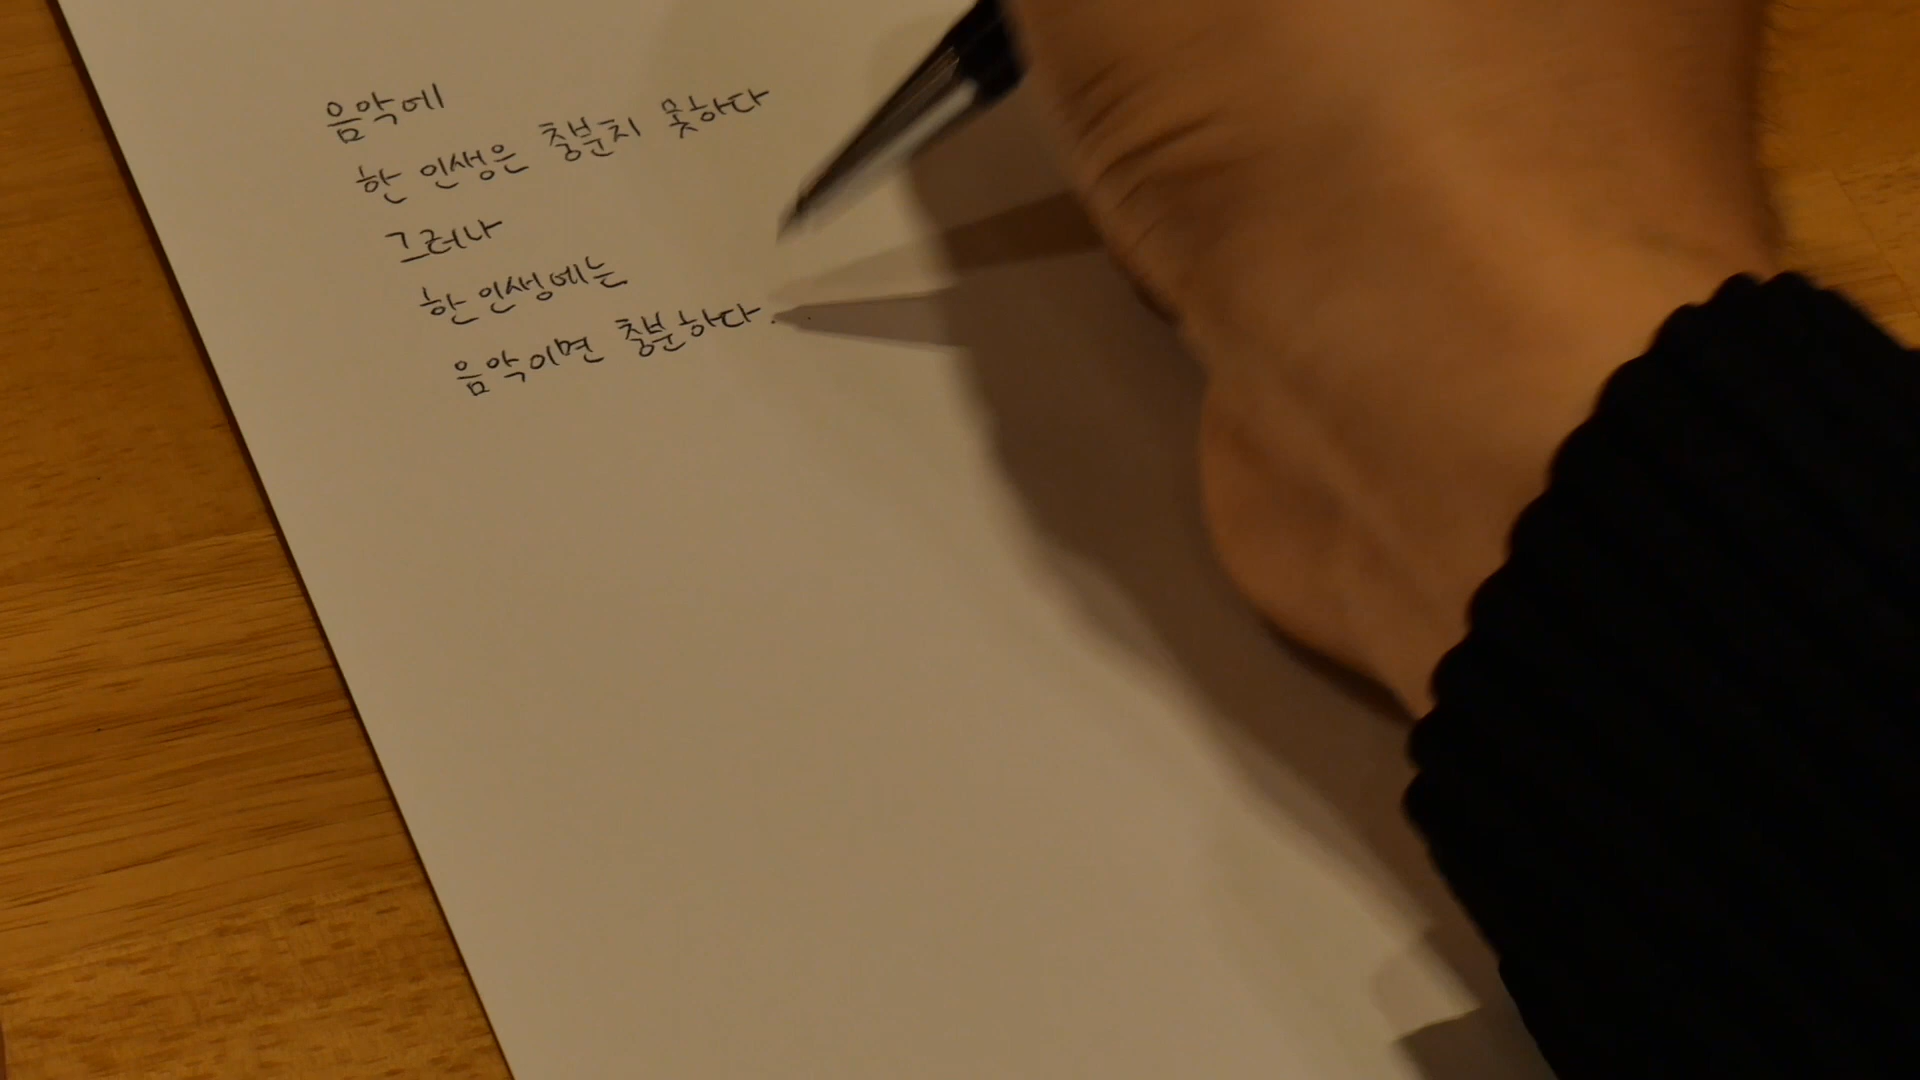 음악에
한 인생은 충분치 못하다
그러나
한 인생에는
음악이면 충분하다.